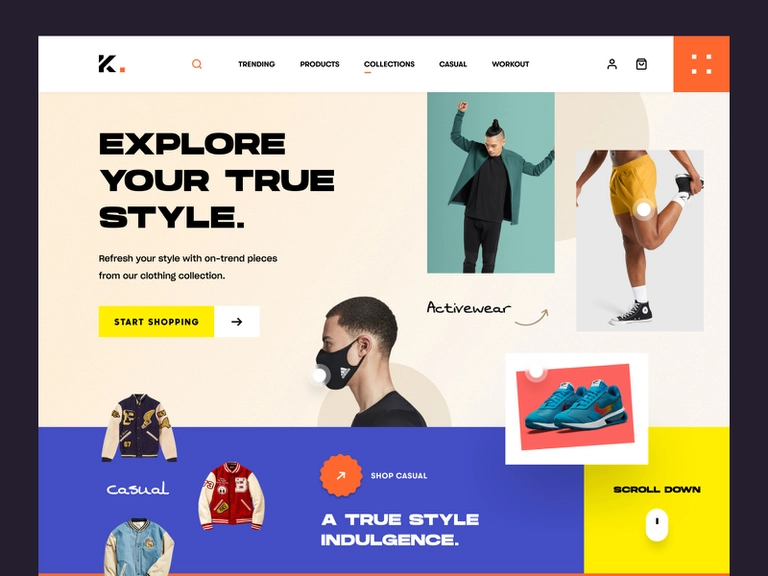 K.
TRENDING
PRODUCTS
COLLECTIONS
CASUAL
WORKOUT
EXPLORE
YOUR TRUE
STYLE.
Refresh your style with on-trend pieces
from our clothing collection.
START SHOPPING
Activewear
Casual
SHOP CASUAL
A TRUE STYLE
INDULGENCE.
SCROLL DOWN